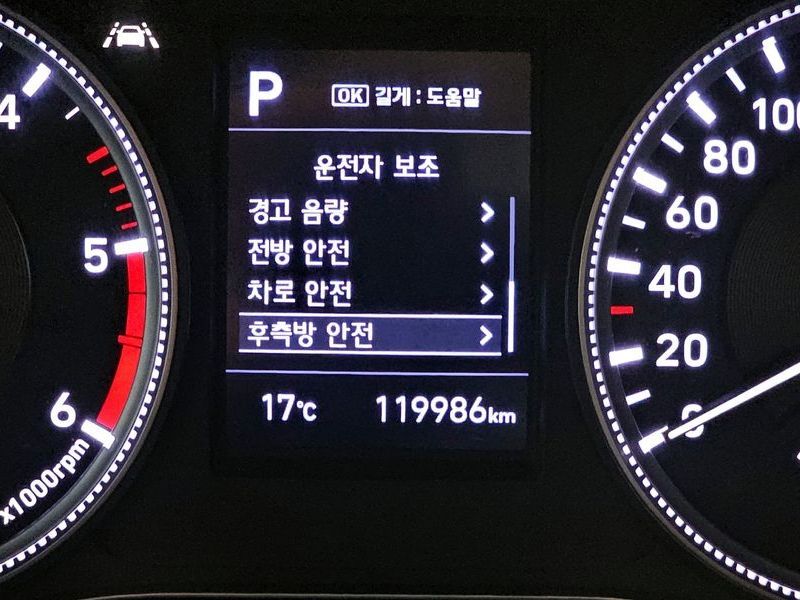 P
OK 길게 : 도움말
운전자 보조
경고 음량 >
전방 안전 >
차로 안전 >
후측방 안전 >
17℃ 119986km
4
5
6
x1000rpm
100
80
60
40
20
0